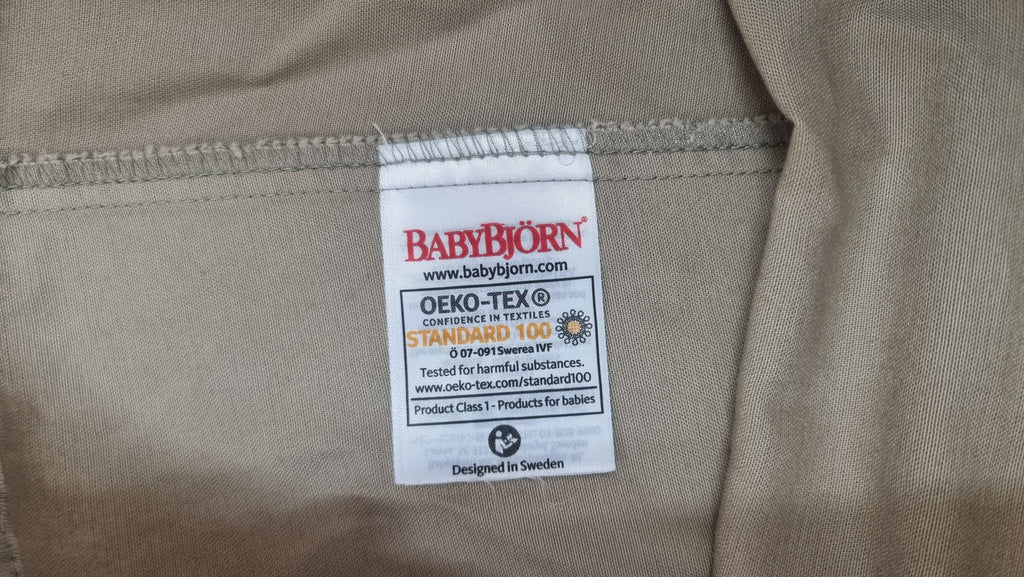 BABYBJÖRN®
www.babybjorn.com
OEKO-TEX®
CONFIDENCE IN TEXTILES
STANDARD 100
Ö 07-091 Swerea IVF
Tested for harmful substances.
www.oeko-tex.com/standard100
Product Class 1 - Products for babies
Designed in Sweden